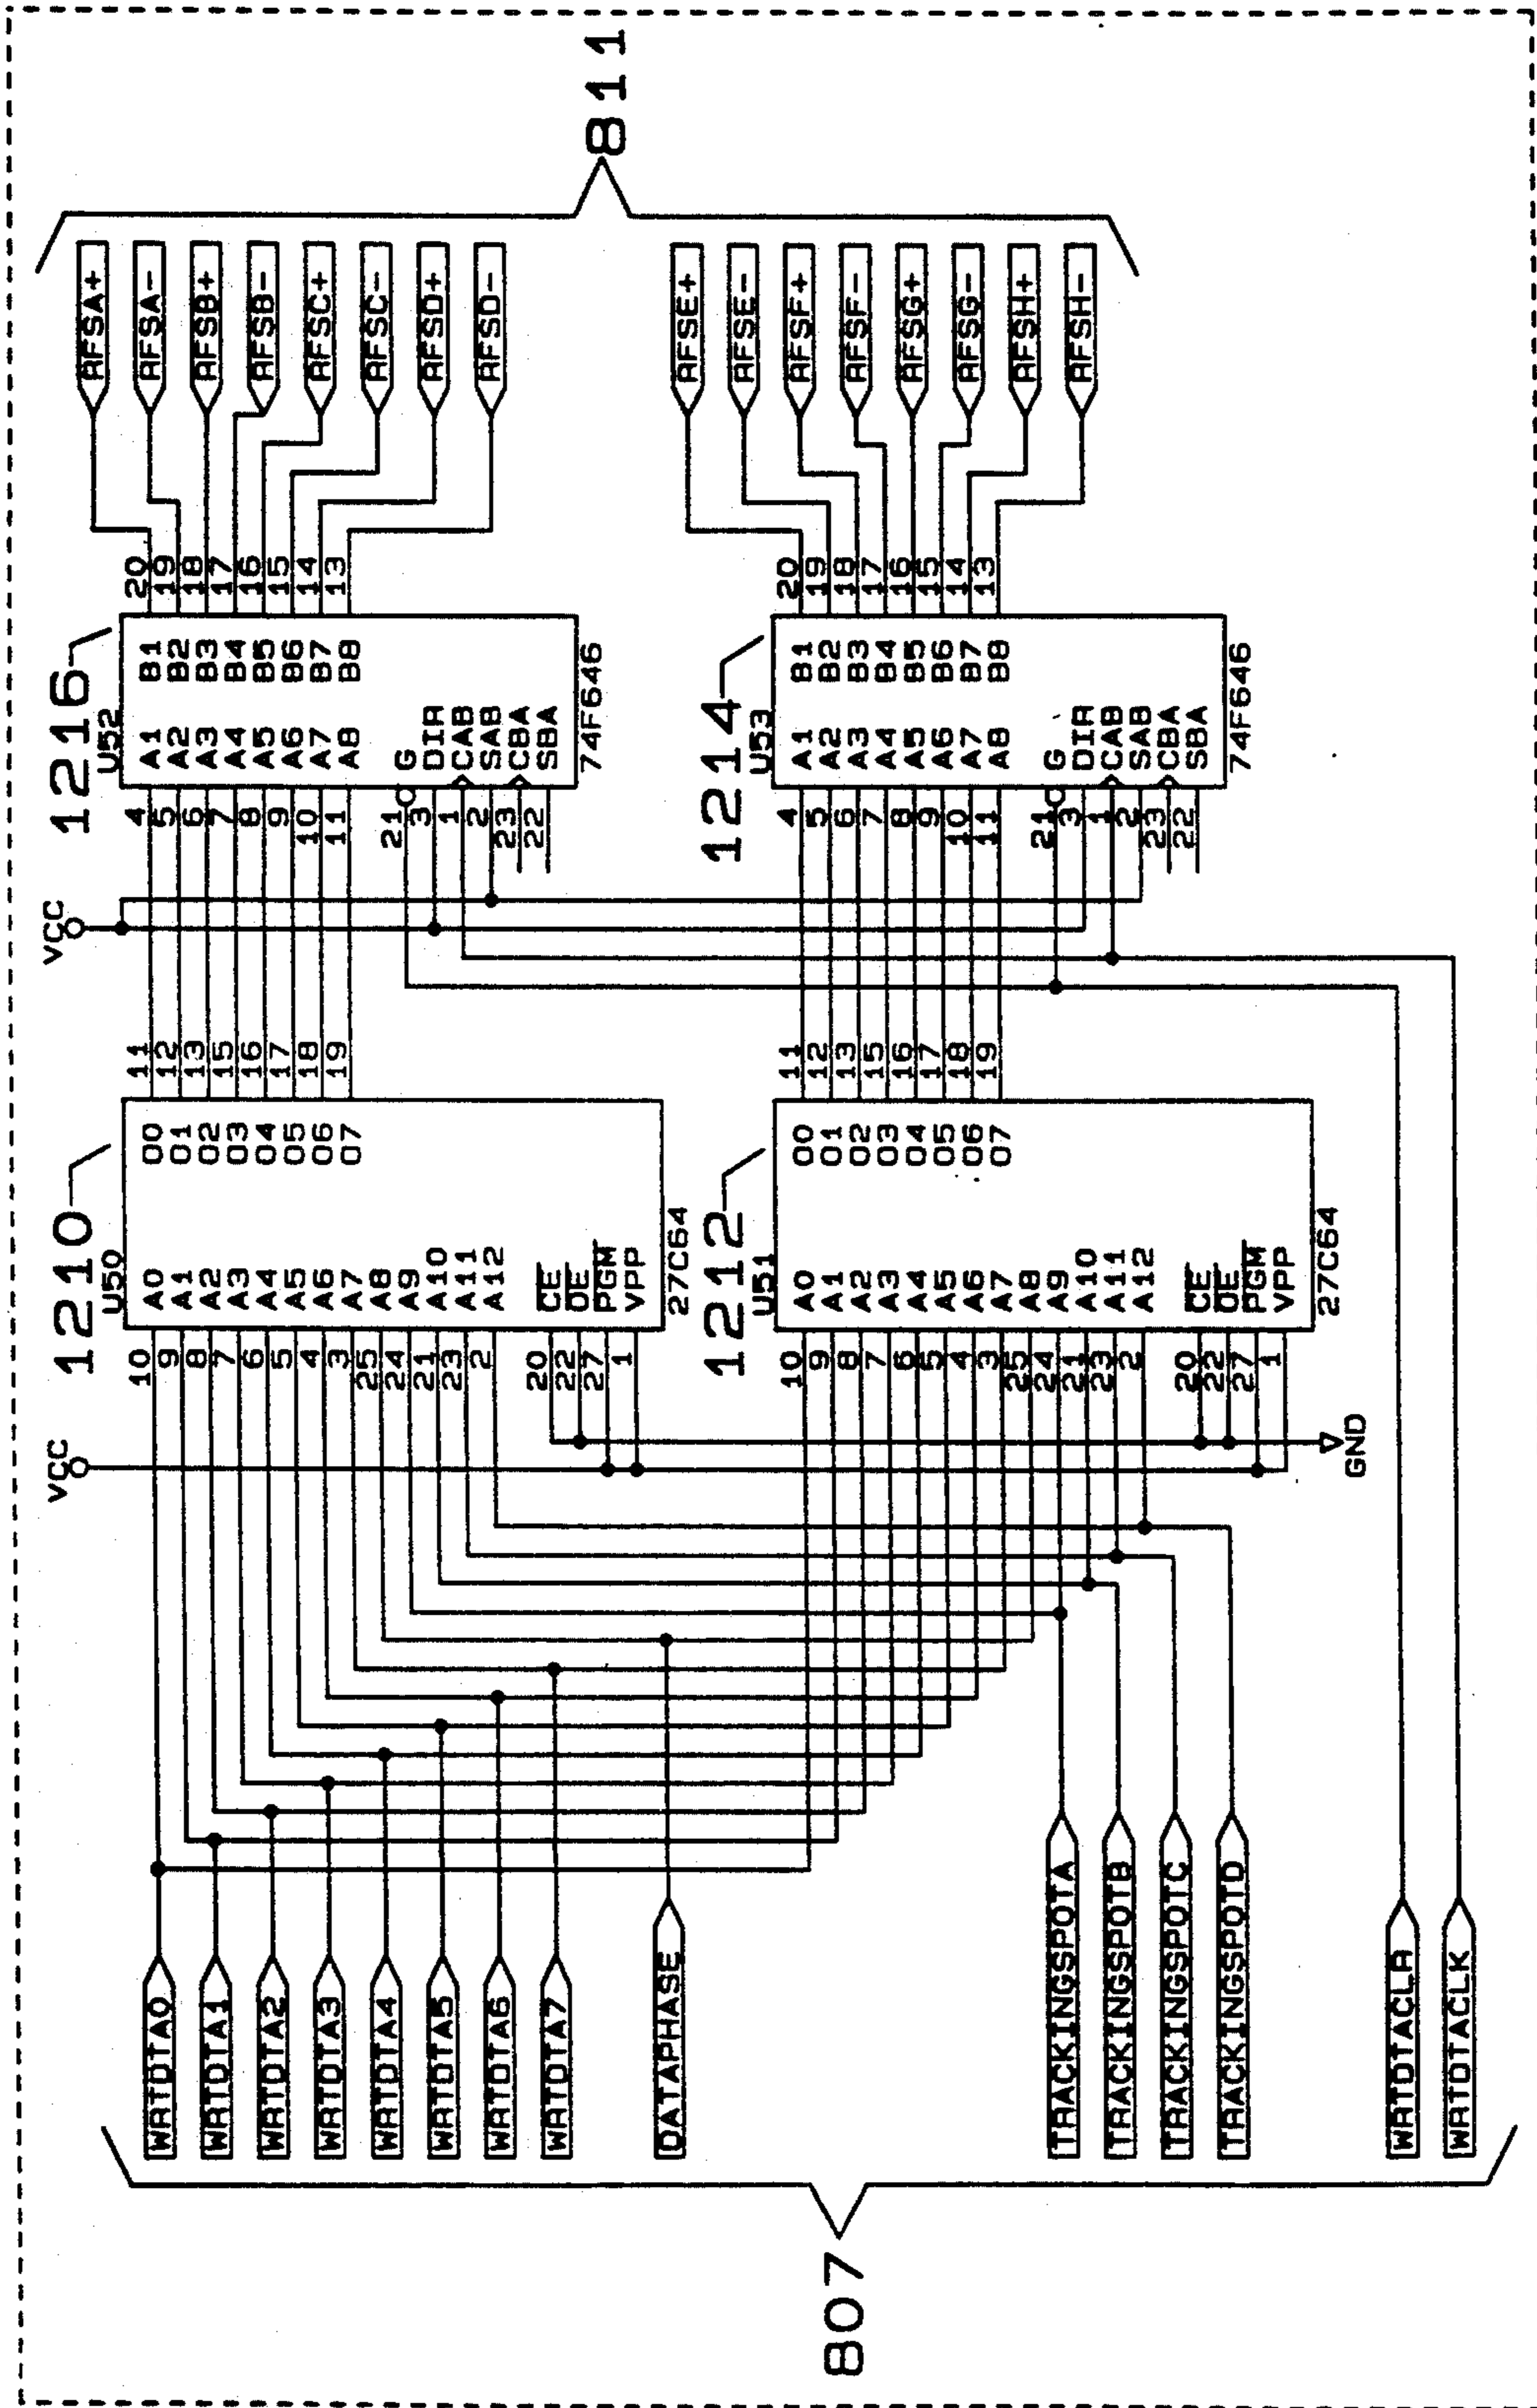 807
WRTDTA0
WRTDTA1
WRTDTA2
WRTDTA3
WRTDTA4
WRTDTA5
WRTDTA6
WRTDTA7
DATAPHASE
TRACKINGSPOTA
TRACKINGSPOTB
TRACKINGSPOTC
TRACKINGSPOTD
WRTDTACLR
WRTDTACLK
VCC
1210
U50
10 A0 O0 11
9 A1 O1 12
8 A2 O2 13
7 A3 O3 15
6 A4 O4 16
5 A5 O5 17
4 A6 O6 18
3 A7 O7 19
25 A8
24 A9
21 A10
23 A11
2 A12
20 CE
22 OE
27 PGM
1 VPP
27C64
1212
U51
10 A0 O0 11
9 A1 O1 12
8 A2 O2 13
7 A3 O3 15
6 A4 O4 16
5 A5 O5 17
4 A6 O6 18
3 A7 O7 19
25 A8
24 A9
21 A10
23 A11
2 A12
20 CE
22 OE
27 PGM
1 VPP
27C64
GND
VCC
1216
U52
4 A1 B1 20
5 A2 B2 19
6 A3 B3 18
7 A4 B4 17
8 A5 B5 16
9 A6 B6 15
10 A7 B7 14
11 A8 B8 13
21 G
3 DIR
1 CAB
2 SAB
23 CBA
22 SBA
74F646
1214
U53
4 A1 B1 20
5 A2 B2 19
6 A3 B3 18
7 A4 B4 17
8 A5 B5 16
9 A6 B6 15
10 A7 B7 14
11 A8 B8 13
21 G
3 DIR
1 CAB
2 SAB
23 CBA
22 SBA
74F646
RFSA+
RFSA-
RFSB+
RFSB-
RFSC+
RFSC-
RFSD+
RFSD-
RFSE+
RFSE-
RFSF+
RFSF-
RFSG+
RFSG-
RFSH+
RFSH-
811